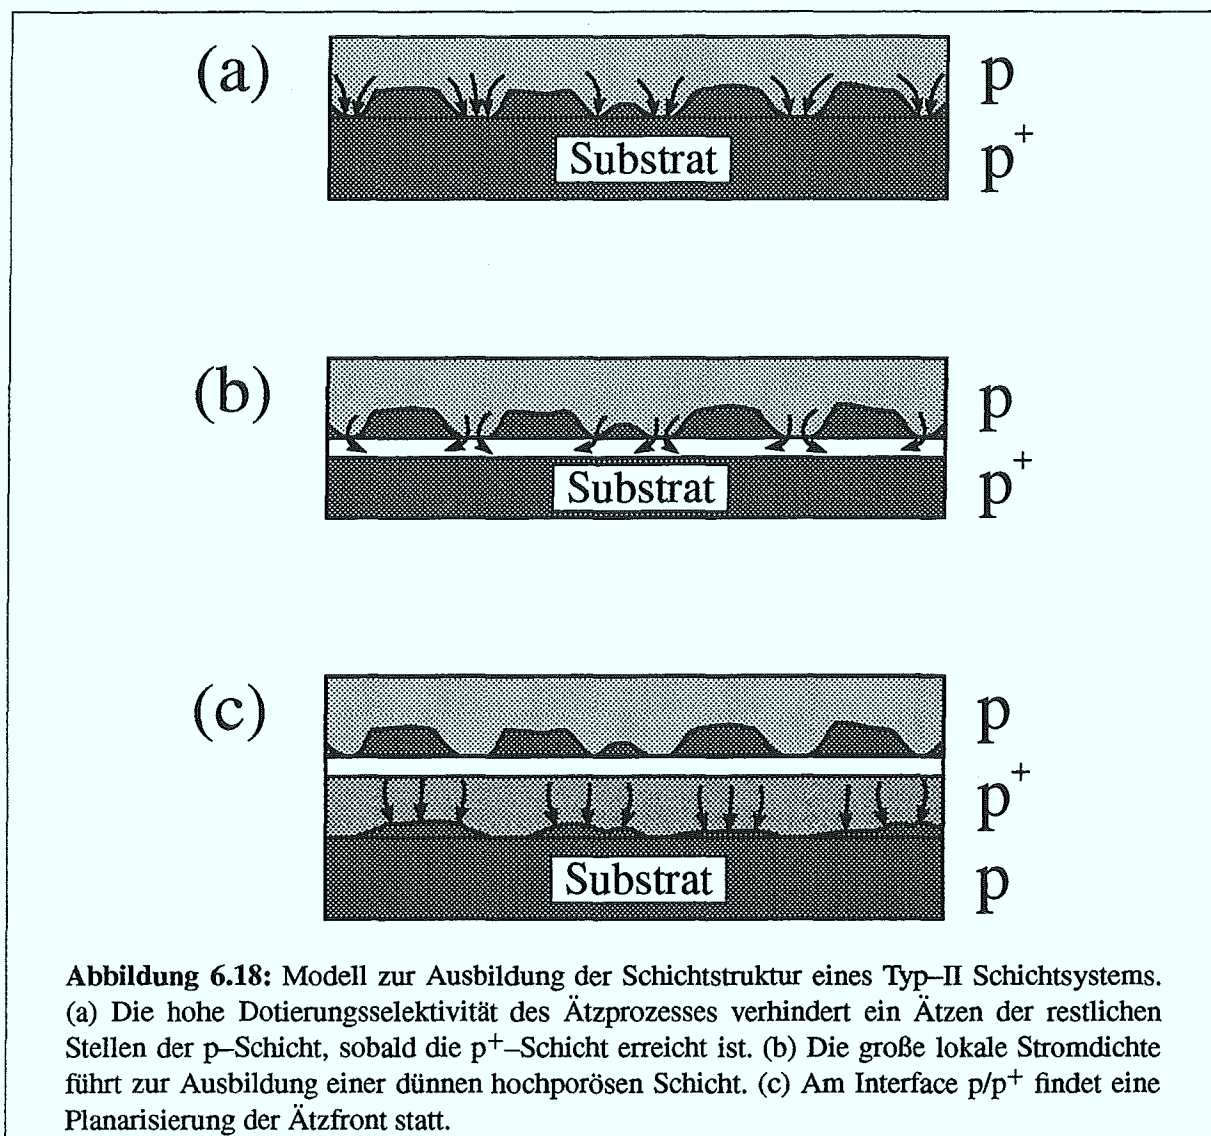 (a)
p
p⁺
Substrat
(b)
p
p⁺
Substrat
(c)
p
p⁺
p
Substrat
Abbildung 6.18: Modell zur Ausbildung der Schichtstruktur eines Typ–II Schichtsystems.
(a) Die hohe Dotierungsselektivität des Ätzprozesses verhindert ein Ätzen der restlichen
Stellen der p–Schicht, sobald die p⁺–Schicht erreicht ist. (b) Die große lokale Stromdichte
führt zur Ausbildung einer dünnen hochporösen Schicht. (c) Am Interface p/p⁺ findet eine
Planarisierung der Ätzfront statt.